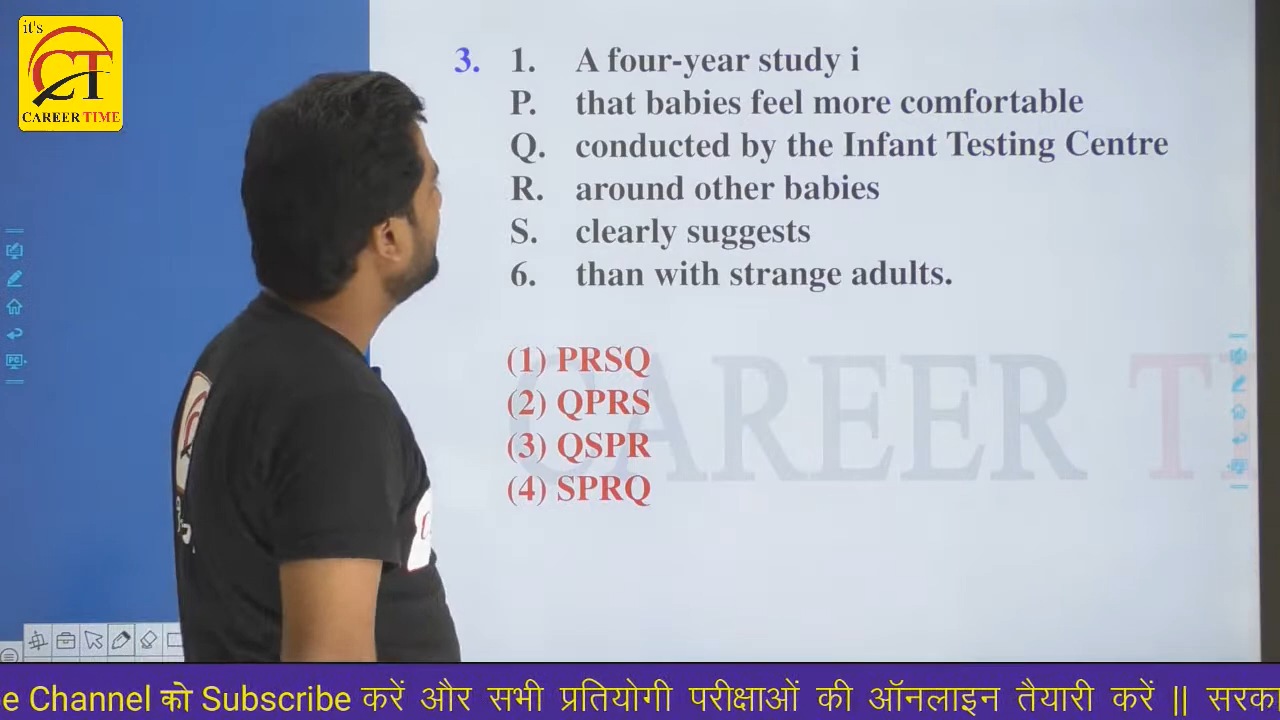 it's
CT
CAREER TIME
3. 1. A four-year study i
P. that babies feel more comfortable
Q. conducted by the Infant Testing Centre
R. around other babies
S. clearly suggests
6. than with strange adults.
(1) PRSQ
(2) QPRS
(3) QSPR
(4) SPRQ
CAREER TI
PC
e Channel को Subscribe करें और सभी प्रतियोगी परीक्षाओं की ऑनलाइन तैयारी करें || सरका